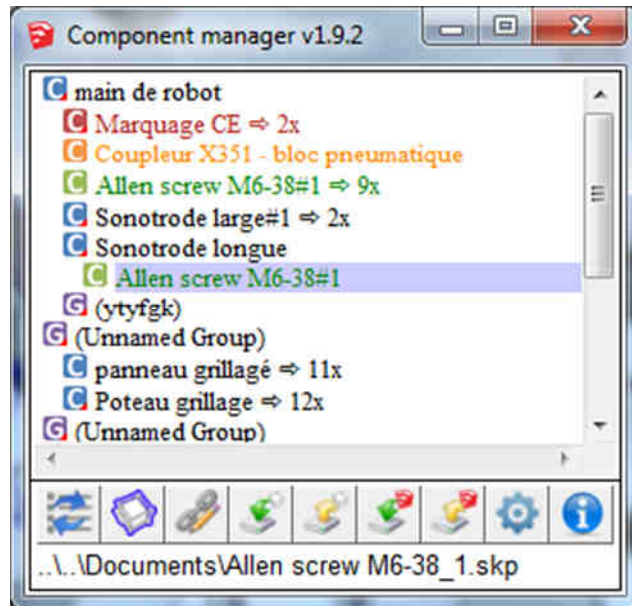 Component manager v1.9.2
C main de robot
C Marquage CE ⇨ 2x
C Coupleur X351 - bloc pneumatique
C Allen screw M6-38#1 ⇨ 9x
C Sonotrode large#1 ⇨ 2x
C Sonotrode longue
C Allen screw M6-38#1
G (ytyfgk)
G (Unnamed Group)
C panneau grillagé ⇨ 11x
C Poteau grillage ⇨ 12x
G (Unnamed Group)
..\..\Documents\Allen screw M6-38_1.skp